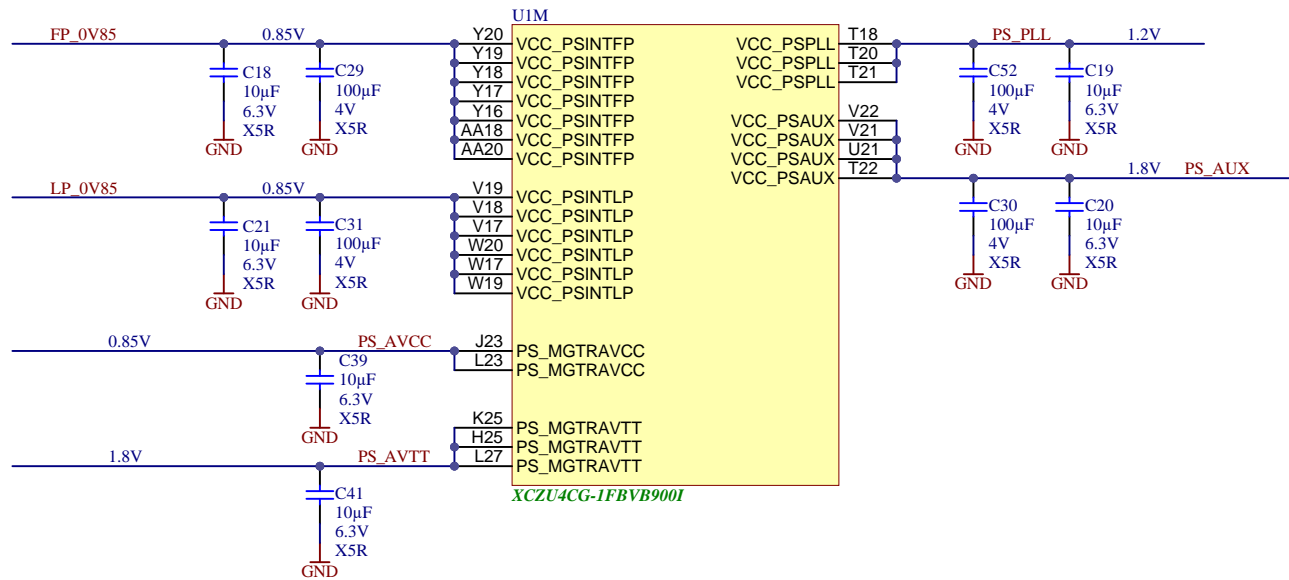 U1M
FP_0V85 0.85V
C18
10µF
6.3V
X5R
GND
C29
100µF
4V
X5R
GND
Y20 VCC_PSINTFP
Y19 VCC_PSINTFP
Y18 VCC_PSINTFP
Y17 VCC_PSINTFP
Y16 VCC_PSINTFP
AA18 VCC_PSINTFP
AA20 VCC_PSINTFP
LP_0V85 0.85V
C21
10µF
6.3V
X5R
GND
C31
100µF
4V
X5R
GND
V19 VCC_PSINTLP
V18 VCC_PSINTLP
V17 VCC_PSINTLP
W20 VCC_PSINTLP
W17 VCC_PSINTLP
W19 VCC_PSINTLP
0.85V PS_AVCC
C39
10µF
6.3V
X5R
GND
J23 PS_MGTRAVCC
L23 PS_MGTRAVCC
1.8V PS_AVTT
C41
10µF
6.3V
X5R
GND
K25 PS_MGTRAVTT
H25 PS_MGTRAVTT
L27 PS_MGTRAVTT
VCC_PSPLL T18
VCC_PSPLL T20
VCC_PSPLL T21
PS_PLL 1.2V
C52
100µF
4V
X5R
GND
C19
10µF
6.3V
X5R
GND
VCC_PSAUX V22
VCC_PSAUX V21
VCC_PSAUX U21
VCC_PSAUX T22
1.8V PS_AUX
C30
100µF
4V
X5R
GND
C20
10µF
6.3V
X5R
GND
XCZU4CG-1FBVB900I